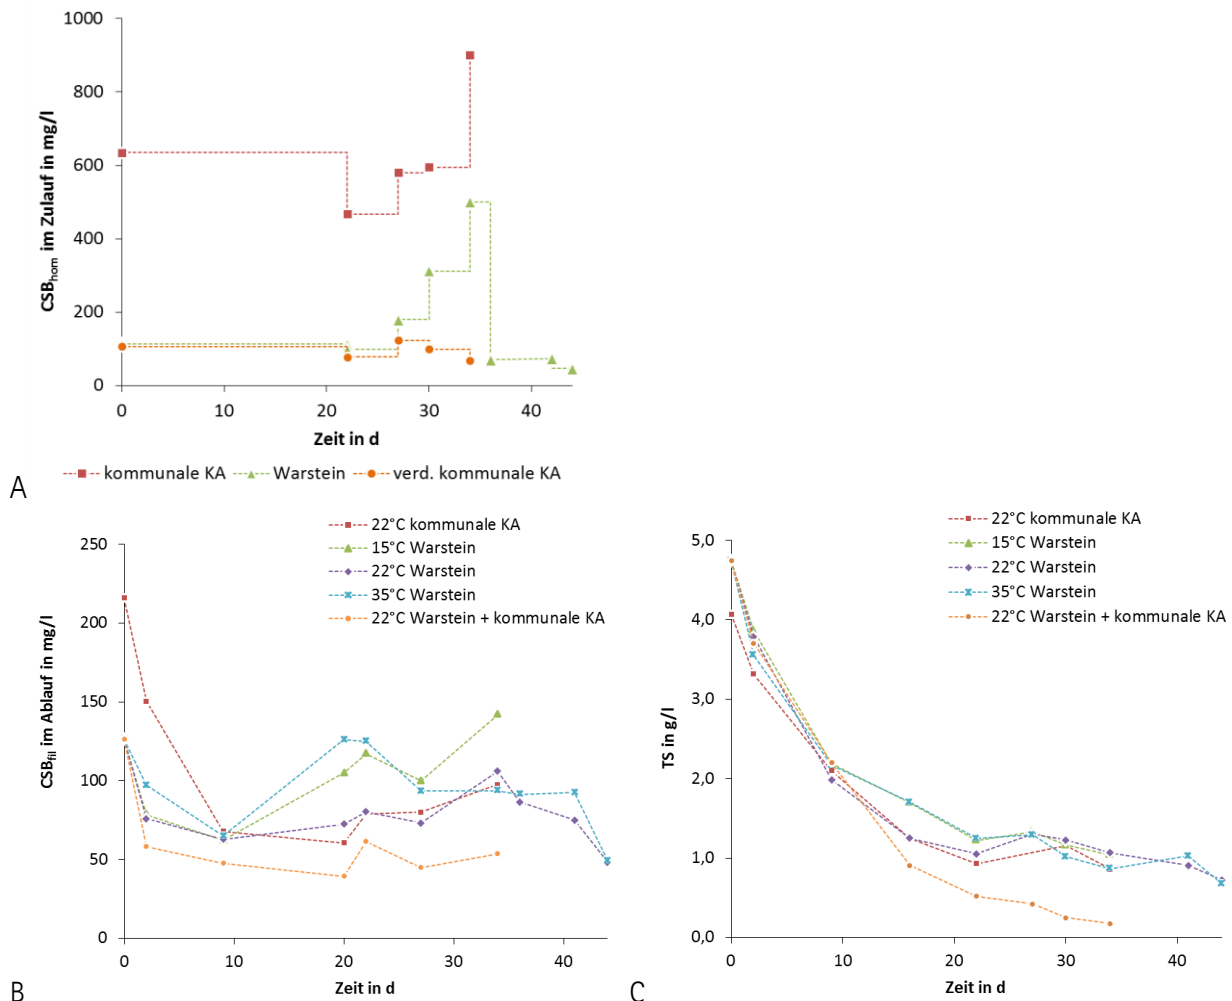 1000
800
600
400
200
0
CSBhom im Zulauf in mg/l
0 10 20 30 40
Zeit in d
kommunale KA Warstein verd. kommunale KA
A
22°C kommunale KA
15°C Warstein
22°C Warstein
35°C Warstein
22°C Warstein + kommunale KA
250
200
150
100
50
0
CSBfil im Ablauf in mg/l
0 10 20 30 40
Zeit in d
B
22°C kommunale KA
15°C Warstein
22°C Warstein
35°C Warstein
22°C Warstein + kommunale KA
5,0
4,0
3,0
2,0
1,0
0,0
TS in g/l
0 10 20 30 40
Zeit in d
C